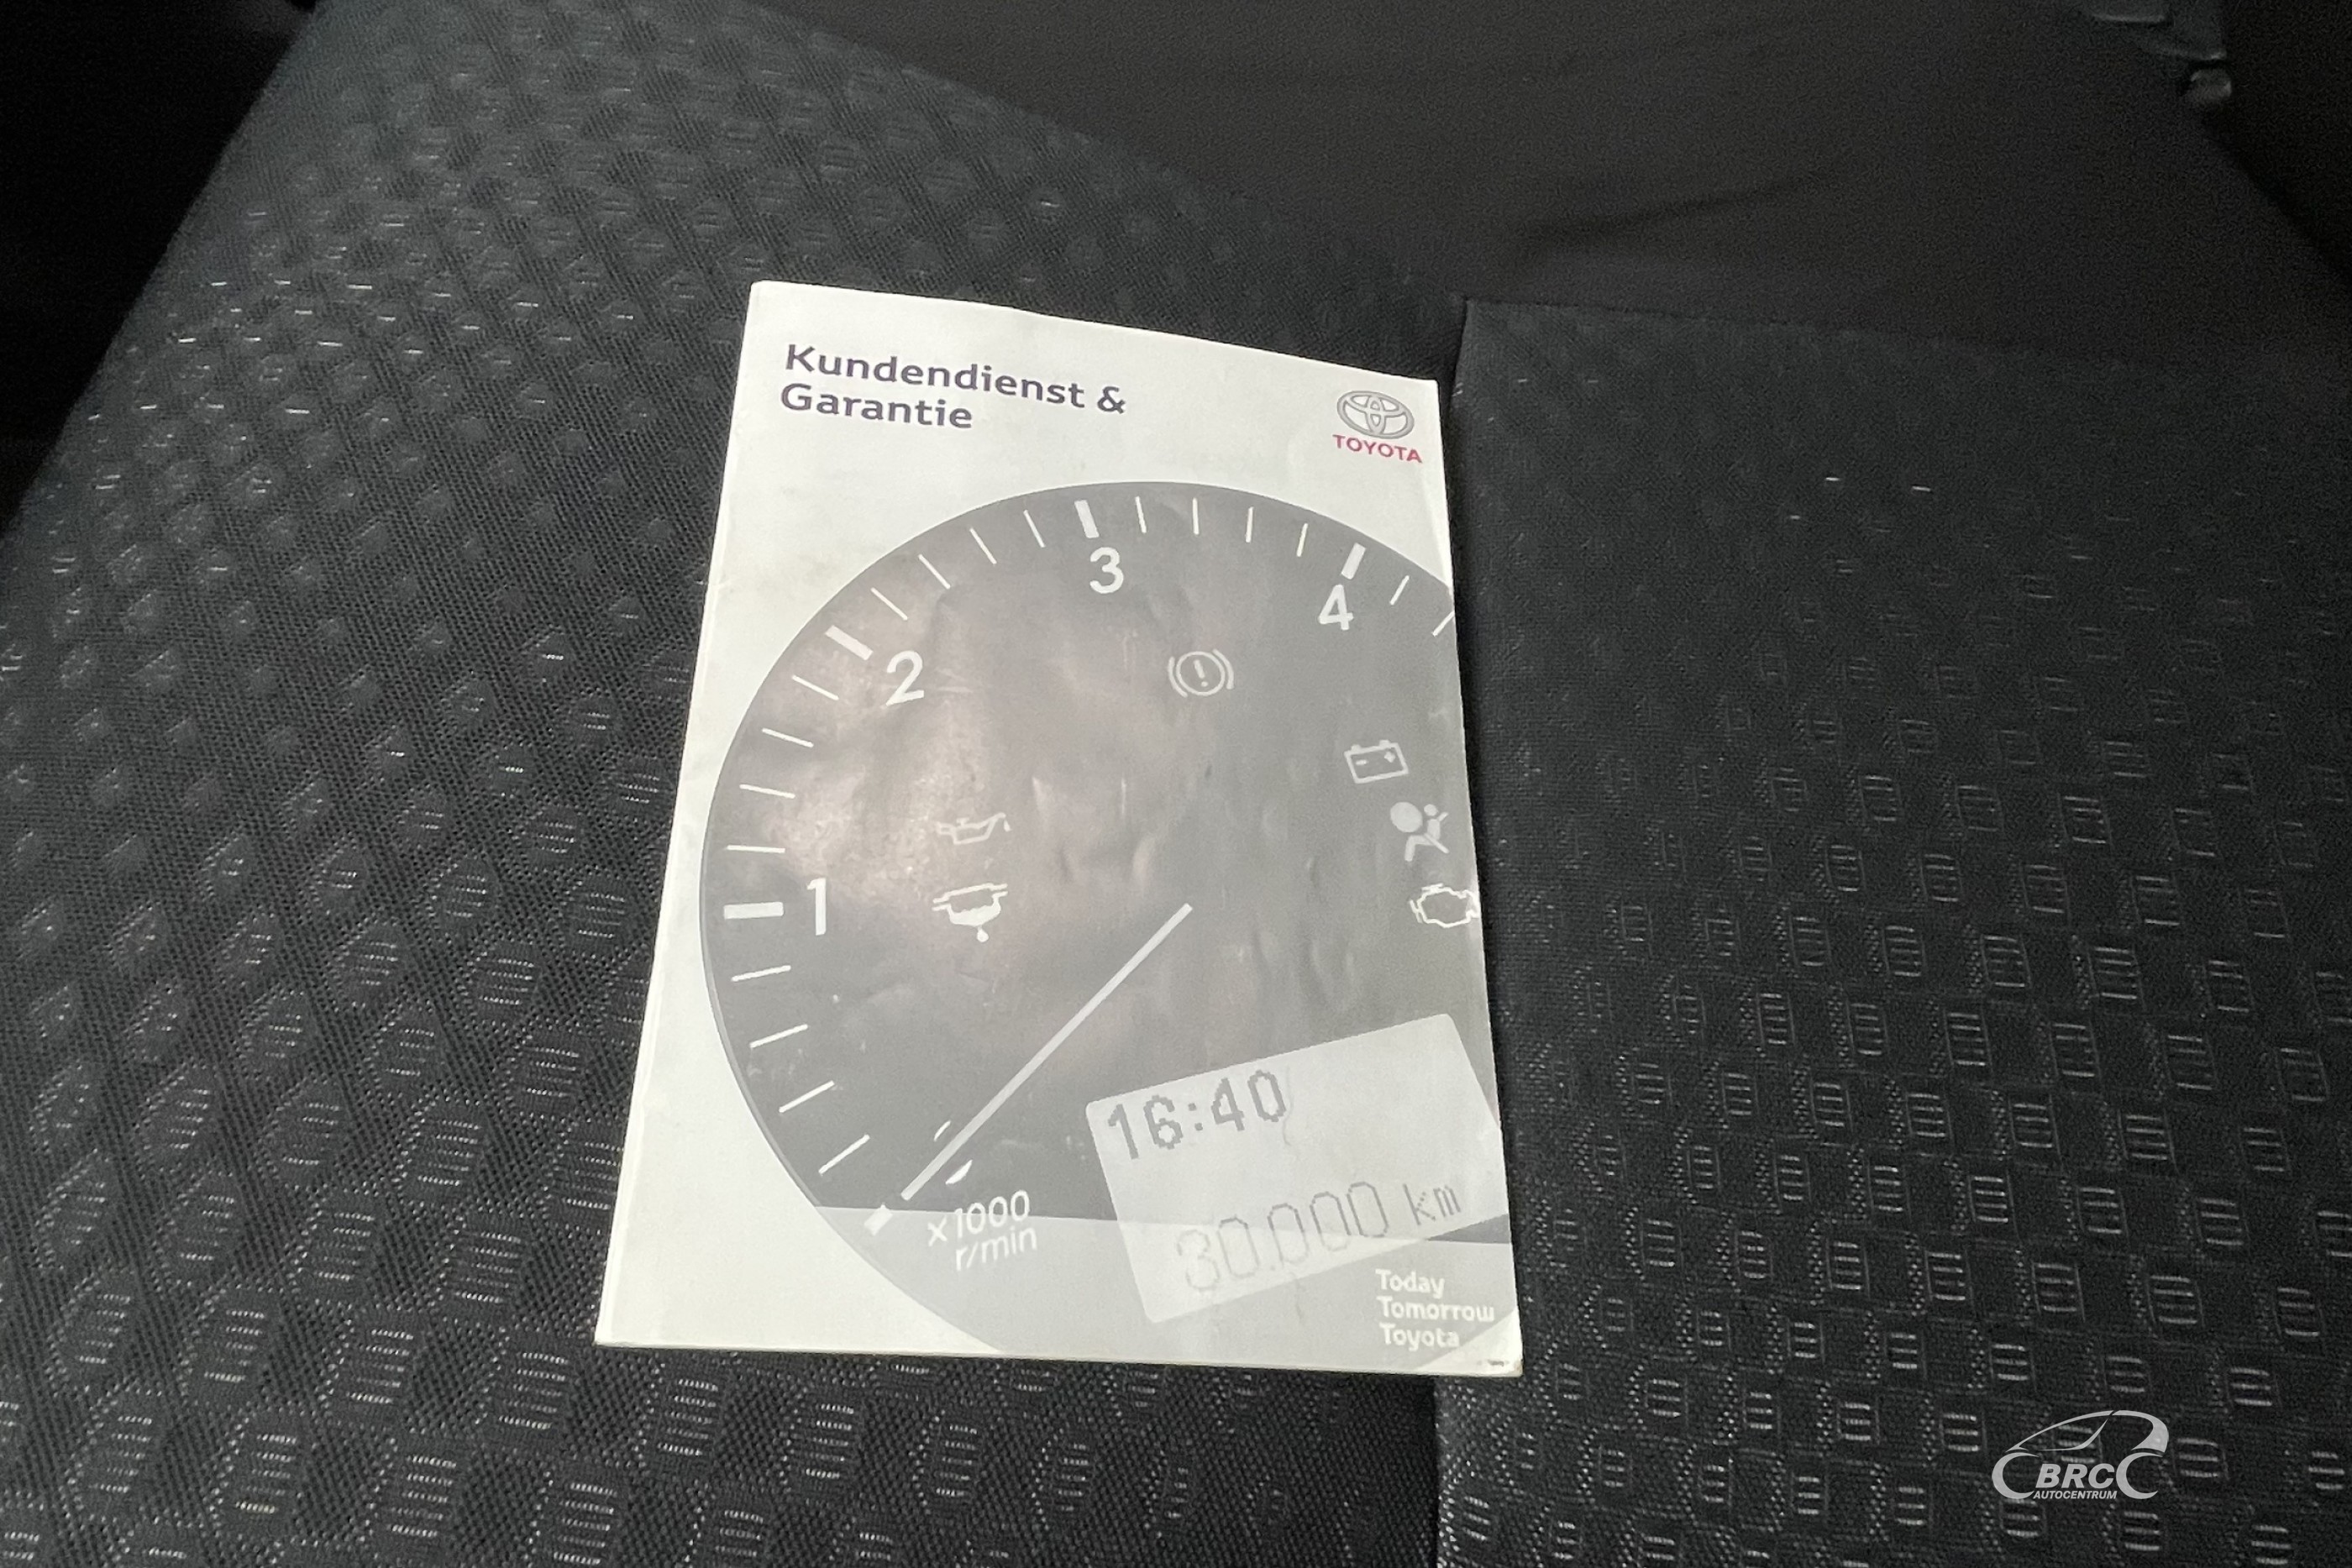 Kundendienst &
Garantie
TOYOTA
3
4
2
1
16:40
30.000 km
x1000
r/min
Today
Tomorrow
Toyota
BRC
AUTOCENTRUM